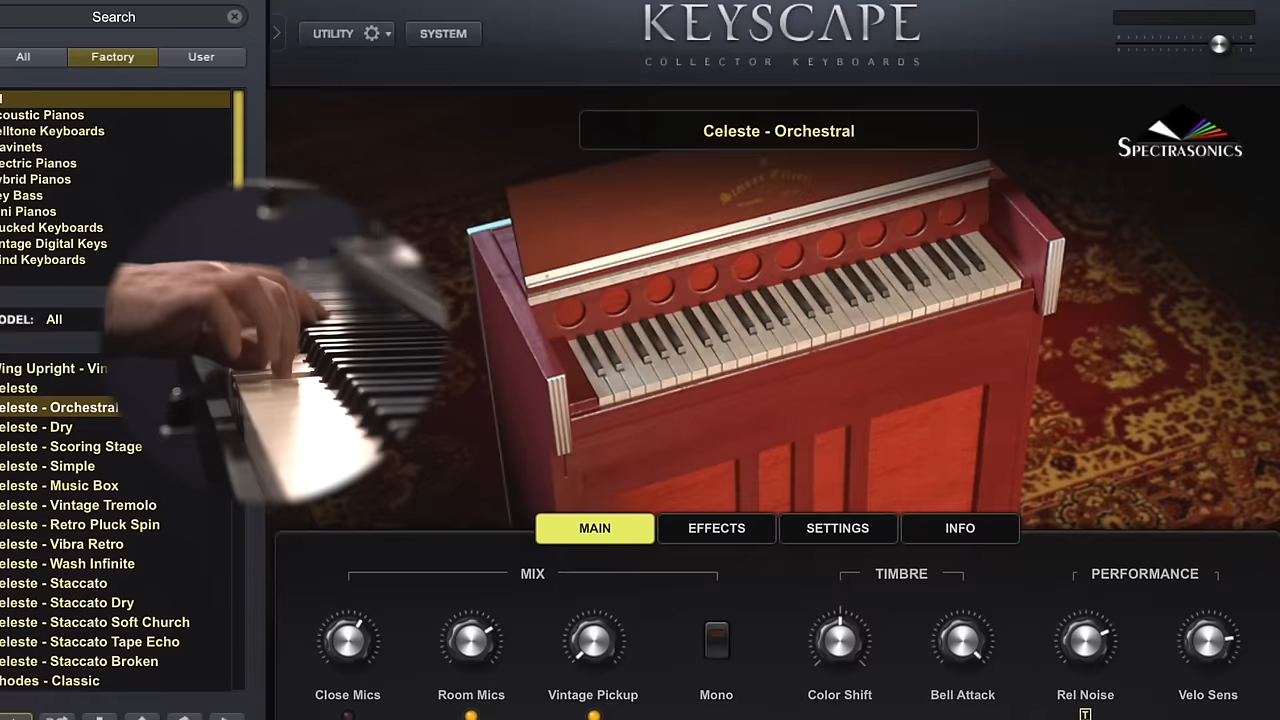 Search
All
Factory
User
coustic Pianos
elltone Keyboards
avinets
ectric Pianos
ybrid Pianos
ey Bass
ni Pianos
ucked Keyboards
ntage Digital Keys
ind Keyboards
ODEL: All
Wing Upright - Vin
eleste
eleste - Orchestral
eleste - Dry
eleste - Scoring Stage
eleste - Simple
eleste - Music Box
eleste - Vintage Tremolo
eleste - Retro Pluck Spin
eleste - Vibra Retro
eleste - Wash Infinite
eleste - Staccato
eleste - Staccato Dry
eleste - Staccato Soft Church
eleste - Staccato Tape Echo
eleste - Staccato Broken
hodes - Classic
UTILITY
SYSTEM
KEYSCAPE
COLLECTOR KEYBOARDS
Celeste - Orchestral
SPECTRASONICS
MAIN
EFFECTS
SETTINGS
INFO
MIX
TIMBRE
PERFORMANCE
Close Mics
Room Mics
Vintage Pickup
Mono
Color Shift
Bell Attack
Rel Noise
Velo Sens
T